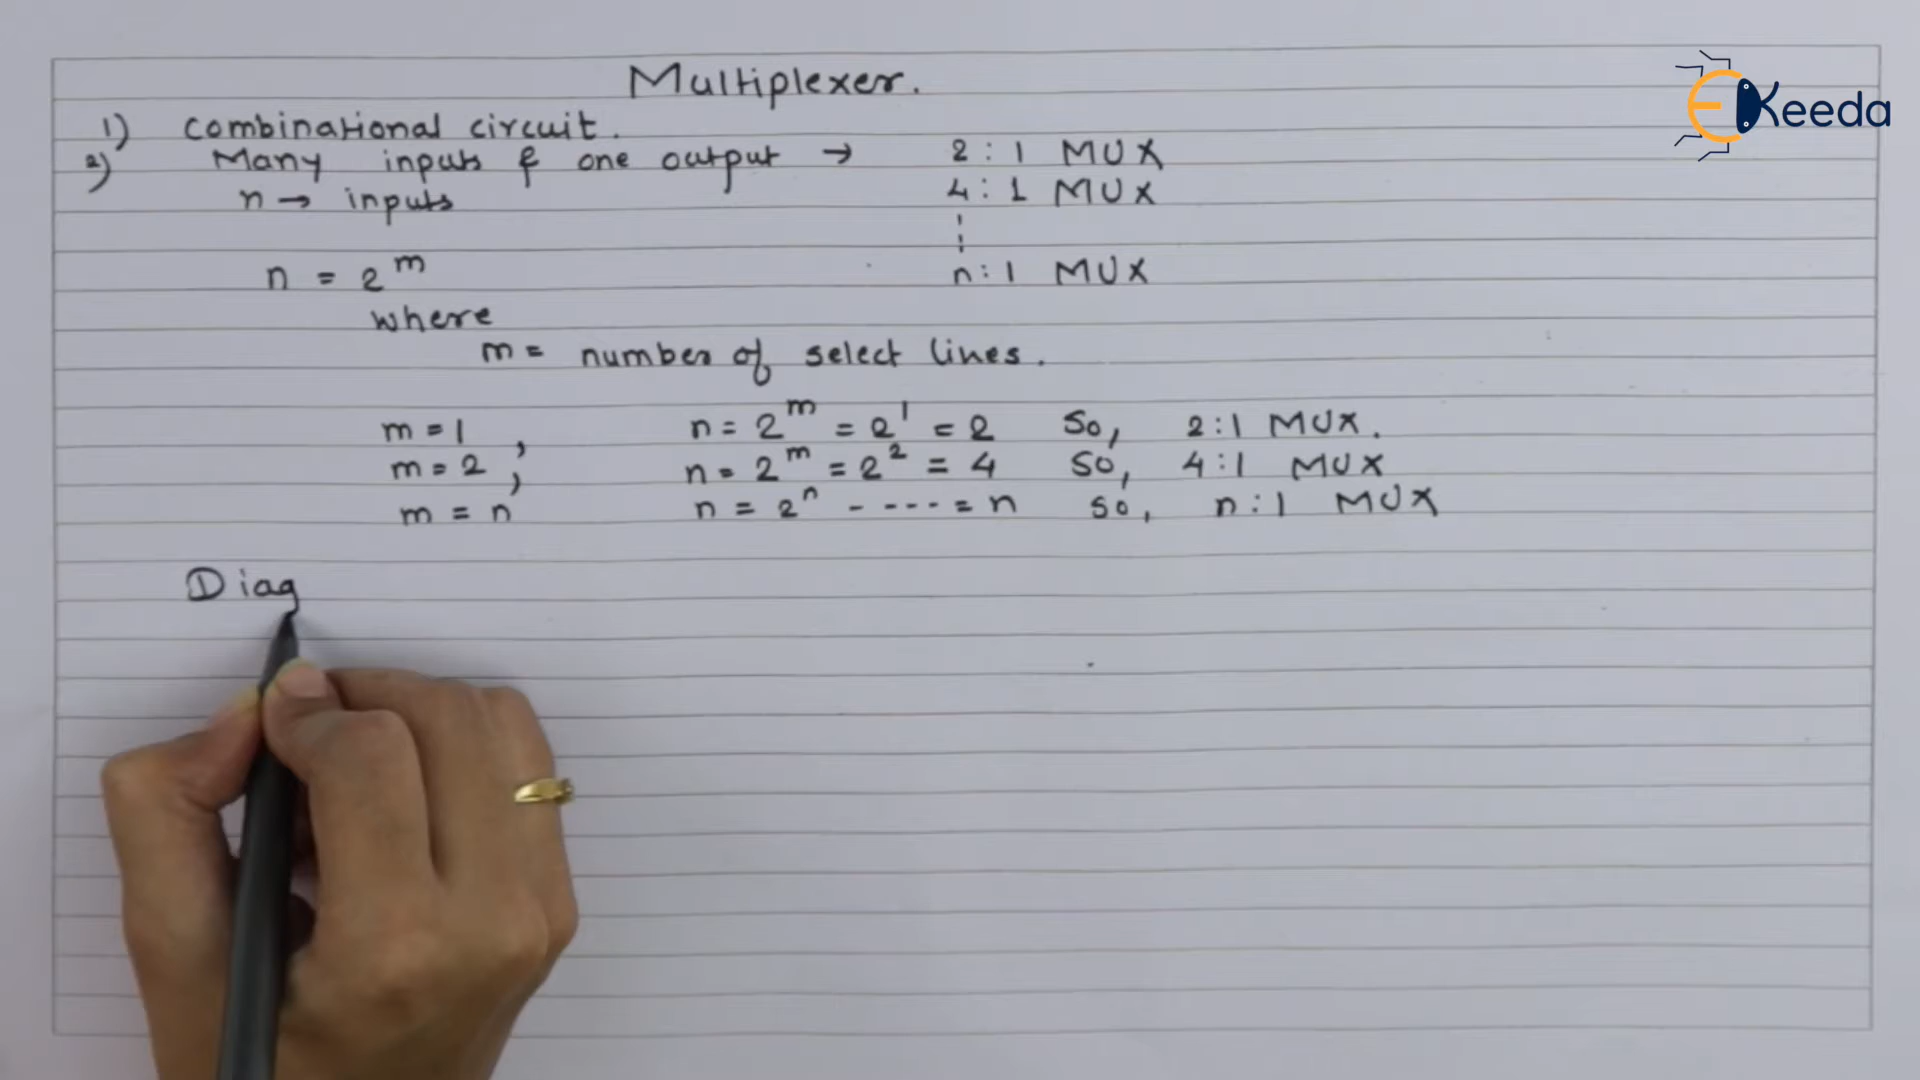 Multiplexer.
EKeeda
1) Combinational circuit.
2) Many inputs & one output → 2 : 1 MUX
n → inputs 4 : 1 MUX
n = 2^m n : 1 MUX
where
m = number of select lines.
m = 1 , n = 2^m = 2^1 = 2 So, 2 : 1 MUX.
m = 2 , n = 2^m = 2^2 = 4 So, 4 : 1 MUX
m = n n = 2^n - ---- = n so, n : 1 MUX
Diag